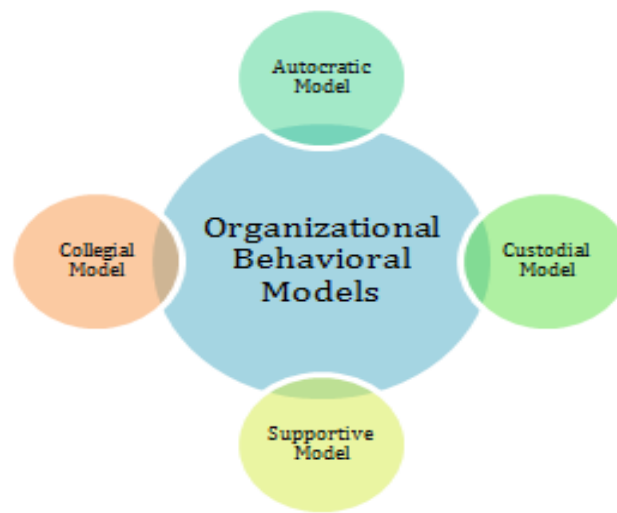 Autocratic
Model
Organizational
Behavioral
Models
Collegial
Model
Custodial
Model
Supportive
Model